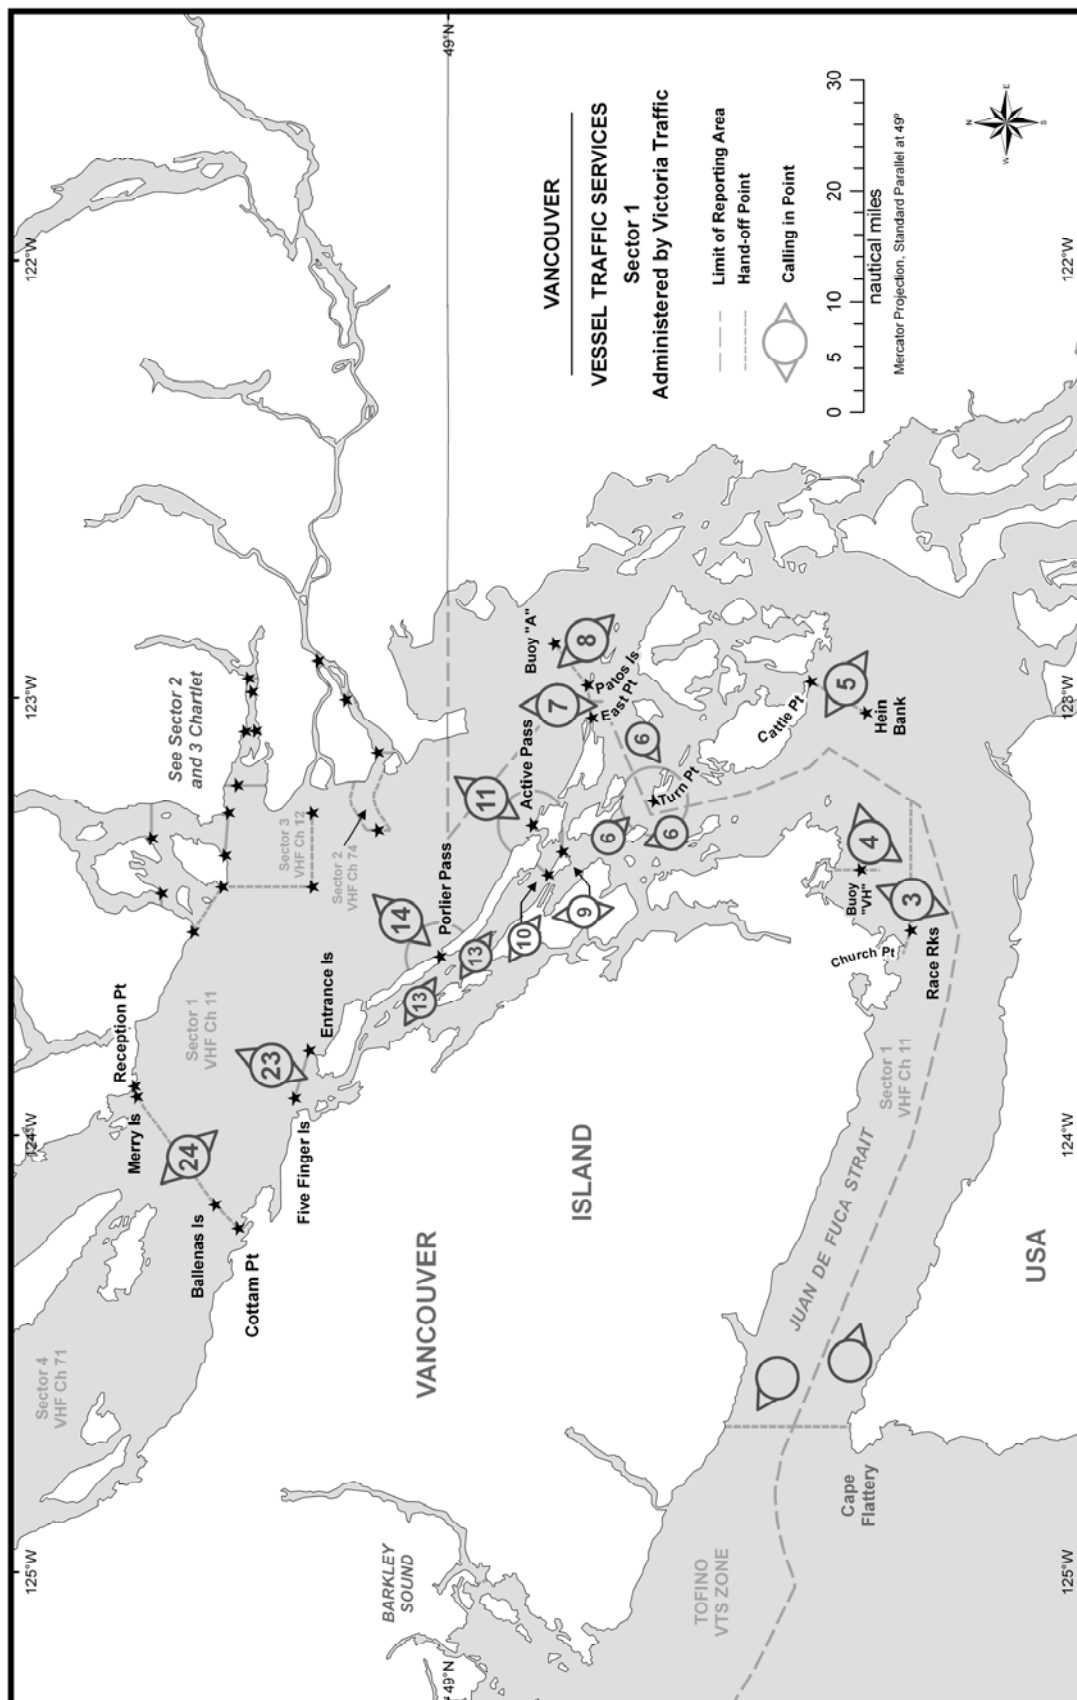 VANCOUVER
VESSEL TRAFFIC SERVICES
Sector 1
Administered by Victoria Traffic
Limit of Reporting Area
Hand-off Point
Calling in Point
0 5 10 20 30
nautical miles
Mercator Projection, Standard Parallel at 49º
N
E
S
W
125°W
124°W
123°W
122°W
49°N
49°N
125°W
124°W
123°W
122°W
Sector 4
VHF Ch 71
Merry Is
Reception Pt
24
Ballenas Is
Cottam Pt
Sector 1
VHF Ch 11
23
Five Finger Is
Entrance Is
See Sector 2
and 3 Chartlet
Sector 3
VHF Ch 12
Sector 2
VHF Ch 74
14
Porlier Pass
13
13
11
Active Pass
10
9
7
East Pt
Patos Is
8
Buoy "A"
6
6
6
Turn Pt
Cattle Pt
5
Hein
Bank
4
Buoy
"VH"
3
Church Pt
Race Rks
VANCOUVER
ISLAND
BARKLEY
SOUND
TOFINO
VTS ZONE
Cape
Flattery
JUAN DE FUCA STRAIT
Sector 1
VHF Ch 11
USA